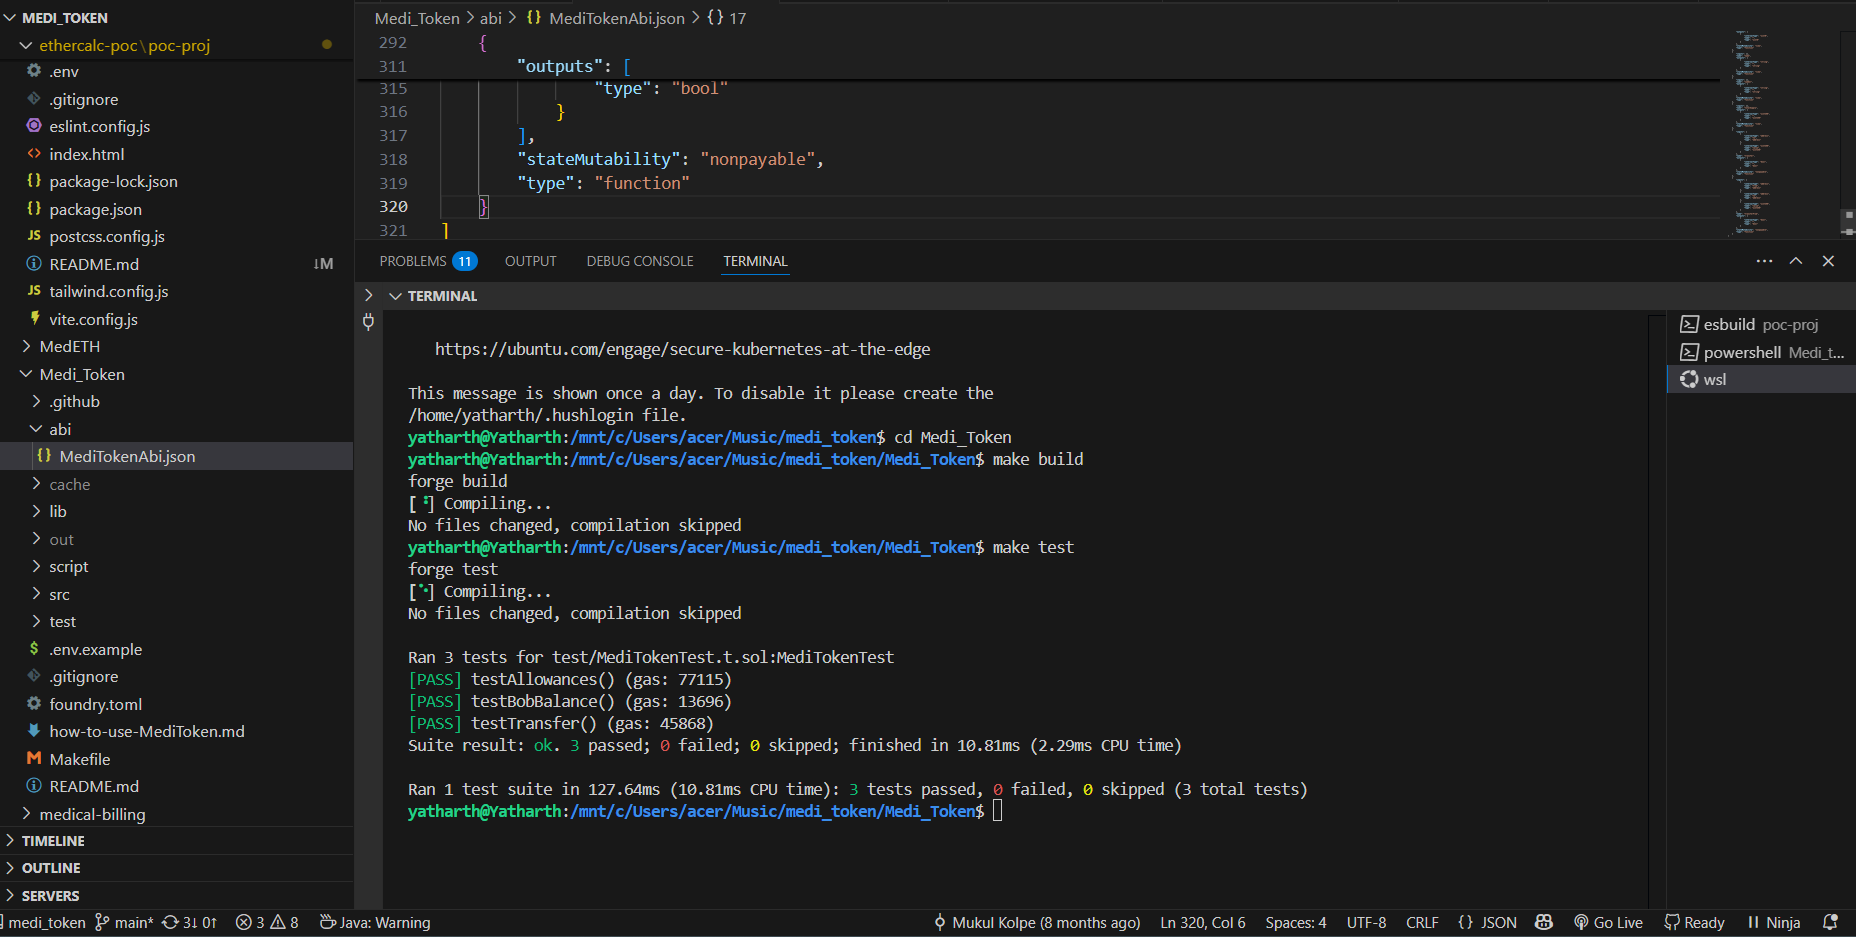 MEDI_TOKEN
ethercalc-poc\poc-proj
.env
.gitignore
eslint.config.js
index.html
package-lock.json
package.json
postcss.config.js
README.md ↓M
tailwind.config.js
vite.config.js
MedETH
Medi_Token
.github
abi
MediTokenAbi.json
cache
lib
out
script
src
test
.env.example
.gitignore
foundry.toml
how-to-use-MediToken.md
Makefile
README.md
medical-billing
TIMELINE
OUTLINE
SERVERS
Medi_Token > abi > {} MediTokenAbi.json > {} 17
292 {
311 "outputs": [
315 "type": "bool"
316 }
317 ],
318 "stateMutability": "nonpayable",
319 "type": "function"
320 }
321 ]
PROBLEMS 11 OUTPUT DEBUG CONSOLE TERMINAL
TERMINAL
https://ubuntu.com/engage/secure-kubernetes-at-the-edge
This message is shown once a day. To disable it please create the
/home/yatharth/.hushlogin file.
yatharth@Yatharth:/mnt/c/Users/acer/Music/medi_token$ cd Medi_Token
yatharth@Yatharth:/mnt/c/Users/acer/Music/medi_token/Medi_Token$ make build
forge build
[⠃] Compiling...
No files changed, compilation skipped
yatharth@Yatharth:/mnt/c/Users/acer/Music/medi_token/Medi_Token$ make test
forge test
[⠑] Compiling...
No files changed, compilation skipped
Ran 3 tests for test/MediTokenTest.t.sol:MediTokenTest
[PASS] testAllowances() (gas: 77115)
[PASS] testBobBalance() (gas: 13696)
[PASS] testTransfer() (gas: 45868)
Suite result: ok. 3 passed; 0 failed; 0 skipped; finished in 10.81ms (2.29ms CPU time)
Ran 1 test suite in 127.64ms (10.81ms CPU time): 3 tests passed, 0 failed, 0 skipped (3 total tests)
yatharth@Yatharth:/mnt/c/Users/acer/Music/medi_token/Medi_Token$
esbuild poc-proj
powershell Medi_t...
wsl
medi_token main* 3↓ 0↑ 3 8 Java: Warning Mukul Kolpe (8 months ago) Ln 320, Col 6 Spaces: 4 UTF-8 CRLF {} JSON Go Live Ready Ninja